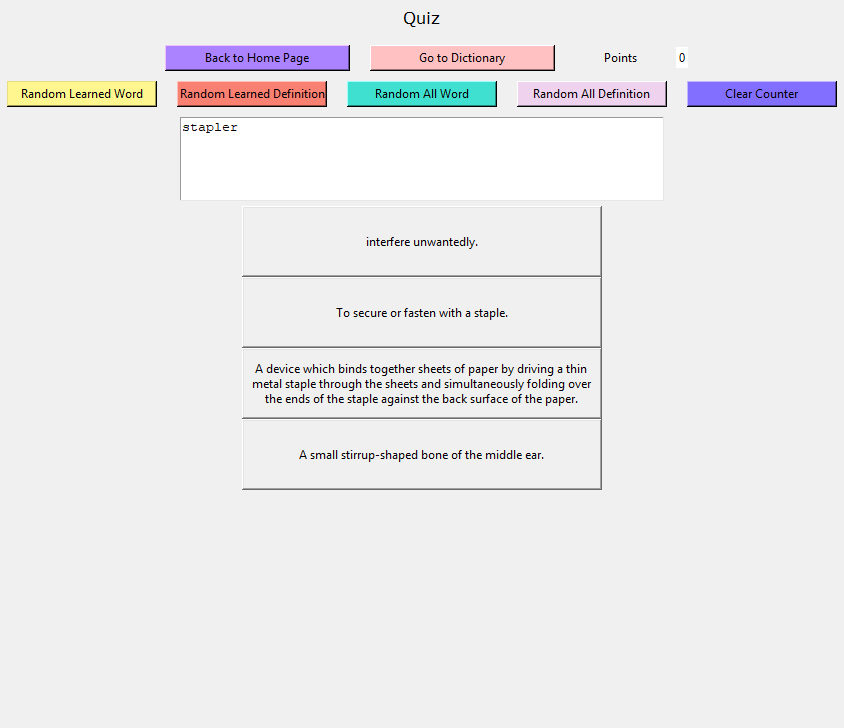 Quiz
Back to Home Page
Go to Dictionary
Points
0
Random Learned Word
Random Learned Definition
Random All Word
Random All Definition
Clear Counter
stapler
interfere unwantedly.
To secure or fasten with a staple.
A device which binds together sheets of paper by driving a thin
metal staple through the sheets and simultaneously folding over
the ends of the staple against the back surface of the paper.
A small stirrup-shaped bone of the middle ear.